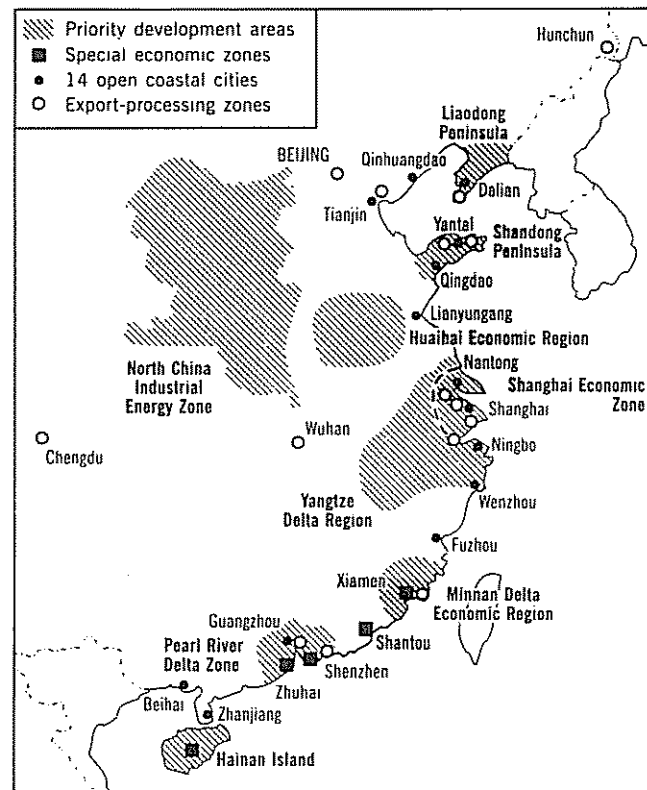 Priority development areas
Special economic zones
14 open coastal cities
Export-processing zones
Hunchun
Liaodong
Peninsula
BEIJING
Qinhuangdao
Dalian
Tianjin
Yantai
Shandong
Peninsula
Qingdao
Lianyungang
Huaihai Economic Region
North China
Industrial
Energy Zone
Nantong
Shanghai Economic
Zone
Shanghai
Wuhan
Chengdu
Ningbo
Yangtze
Delta Region
Wenzhou
Fuzhou
Xiamen
Minnan Delta
Economic Region
Guangzhou
Shantou
Pearl River
Delta Zone
Shenzhen
Zhuhai
Beihai
Zhanjiang
Hainan Island